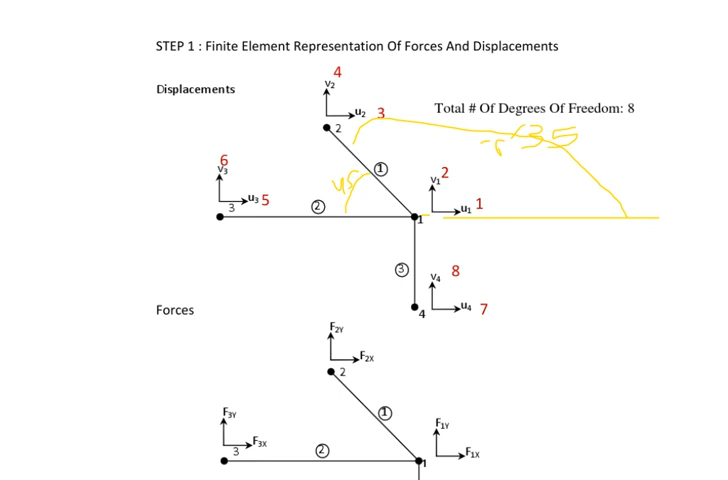 STEP 1 : Finite Element Representation Of Forces And Displacements
4
Displacements
v2
u2 3
Total # Of Degrees Of Freedom: 8
2
135
6
v3
1
2
v1
45
u3 5
3
2
u1 1
1
3
8
v4
u4 7
4
Forces
F2Y
F2X
2
1
F3Y
F1Y
F3X
3
2
F1X
1